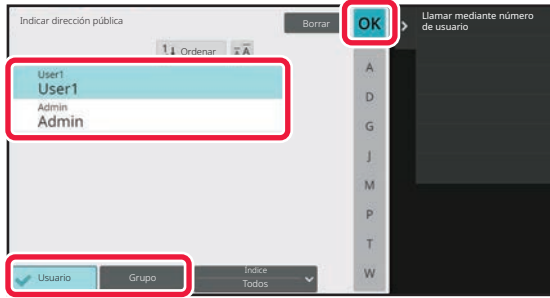 Indicar dirección pública
Borrar
OK
Llamar mediante número
de usuario
Ordenar
User1
User1
Admin
Admin
A
D
G
J
M
P
T
W
Usuario
Grupo
Índice
Todos